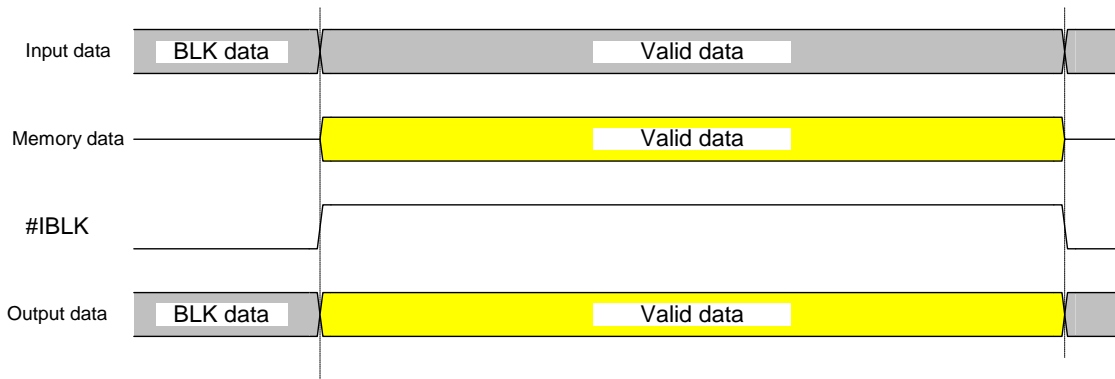 Input data BLK data Valid data
Memory data Valid data
#IBLK
Output data BLK data Valid data